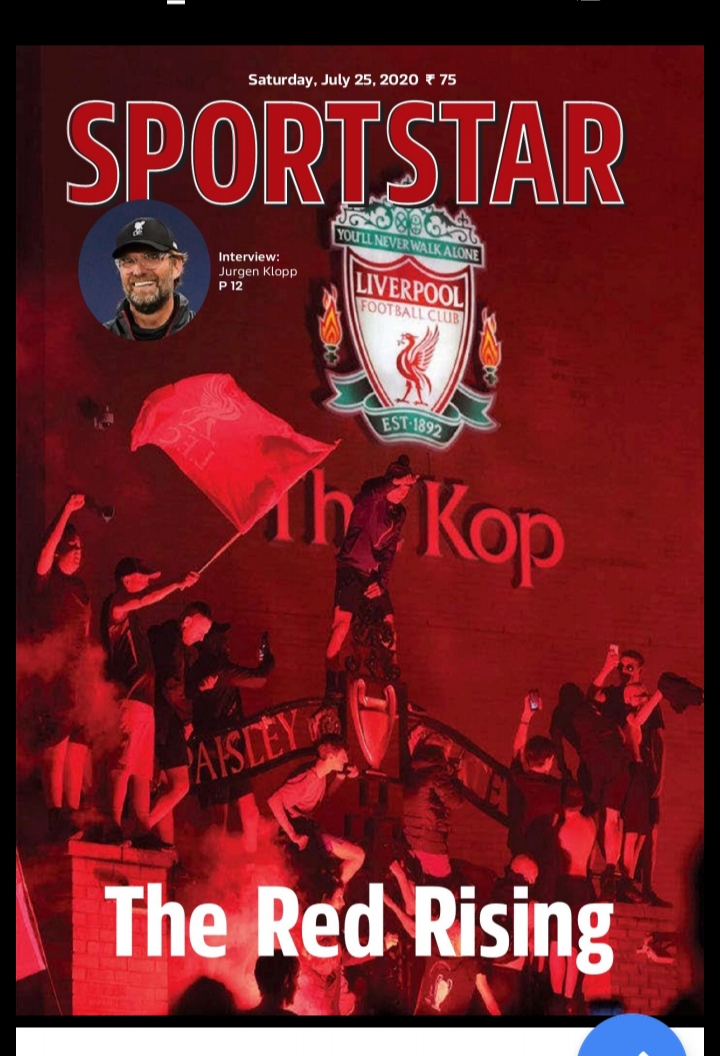 Saturday, July 25, 2020 ₹ 75
SPORTSTAR
Interview:
Jurgen Klopp
P 12
YOU'LL NEVER WALK ALONE
LIVERPOOL
FOOTBALL CLUB
EST·1892
L.F.C.
The Kop
PAISLEY
The Red Rising